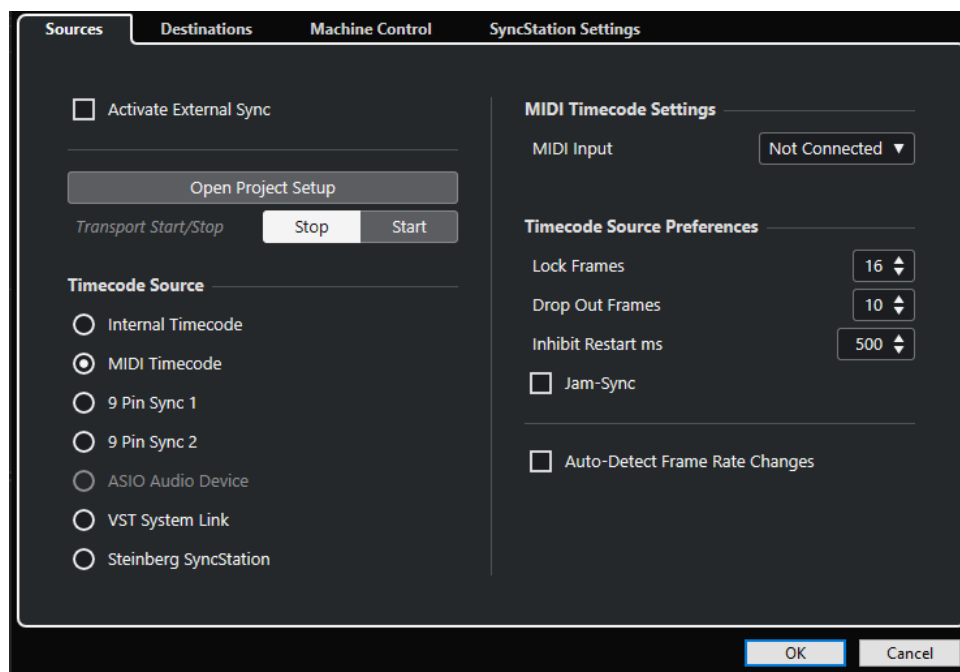 Sources Destinations Machine Control SyncStation Settings
Activate External Sync
Open Project Setup
Transport Start/Stop Stop Start
Timecode Source
Internal Timecode
MIDI Timecode
9 Pin Sync 1
9 Pin Sync 2
ASIO Audio Device
VST System Link
Steinberg SyncStation
MIDI Timecode Settings
MIDI Input Not Connected
Timecode Source Preferences
Lock Frames 16
Drop Out Frames 10
Inhibit Restart ms 500
Jam-Sync
Auto-Detect Frame Rate Changes
OK Cancel